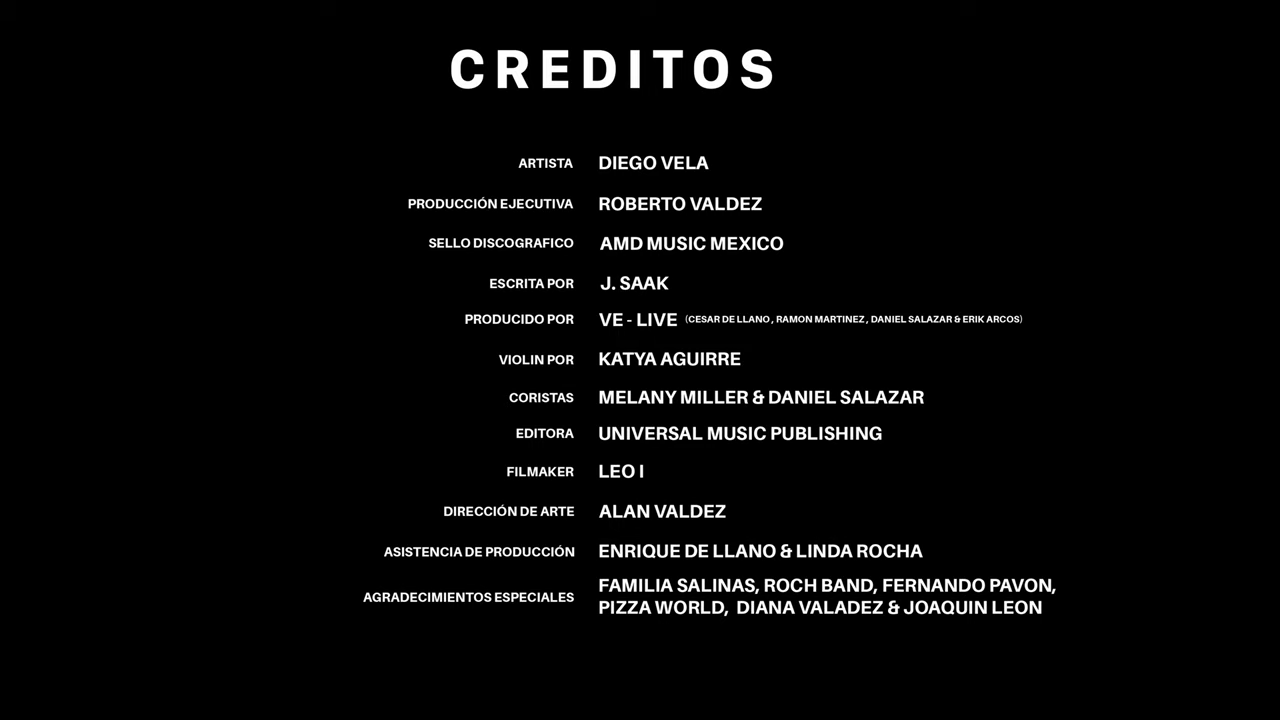 CREDITOS
ARTISTA DIEGO VELA
PRODUCCIÓN EJECUTIVA ROBERTO VALDEZ
SELLO DISCOGRAFICO AMD MUSIC MEXICO
ESCRITA POR J. SAAK
PRODUCIDO POR VE - LIVE (CESAR DE LLANO, RAMON MARTINEZ, DANIEL SALAZAR & ERIK ARCOS)
VIOLIN POR KATYA AGUIRRE
CORISTAS MELANY MILLER & DANIEL SALAZAR
EDITORA UNIVERSAL MUSIC PUBLISHING
FILMAKER LEO I
DIRECCIÓN DE ARTE ALAN VALDEZ
ASISTENCIA DE PRODUCCIÓN ENRIQUE DE LLANO & LINDA ROCHA
AGRADECIMIENTOS ESPECIALES FAMILIA SALINAS, ROCH BAND, FERNANDO PAVON,
PIZZA WORLD, DIANA VALADEZ & JOAQUIN LEON